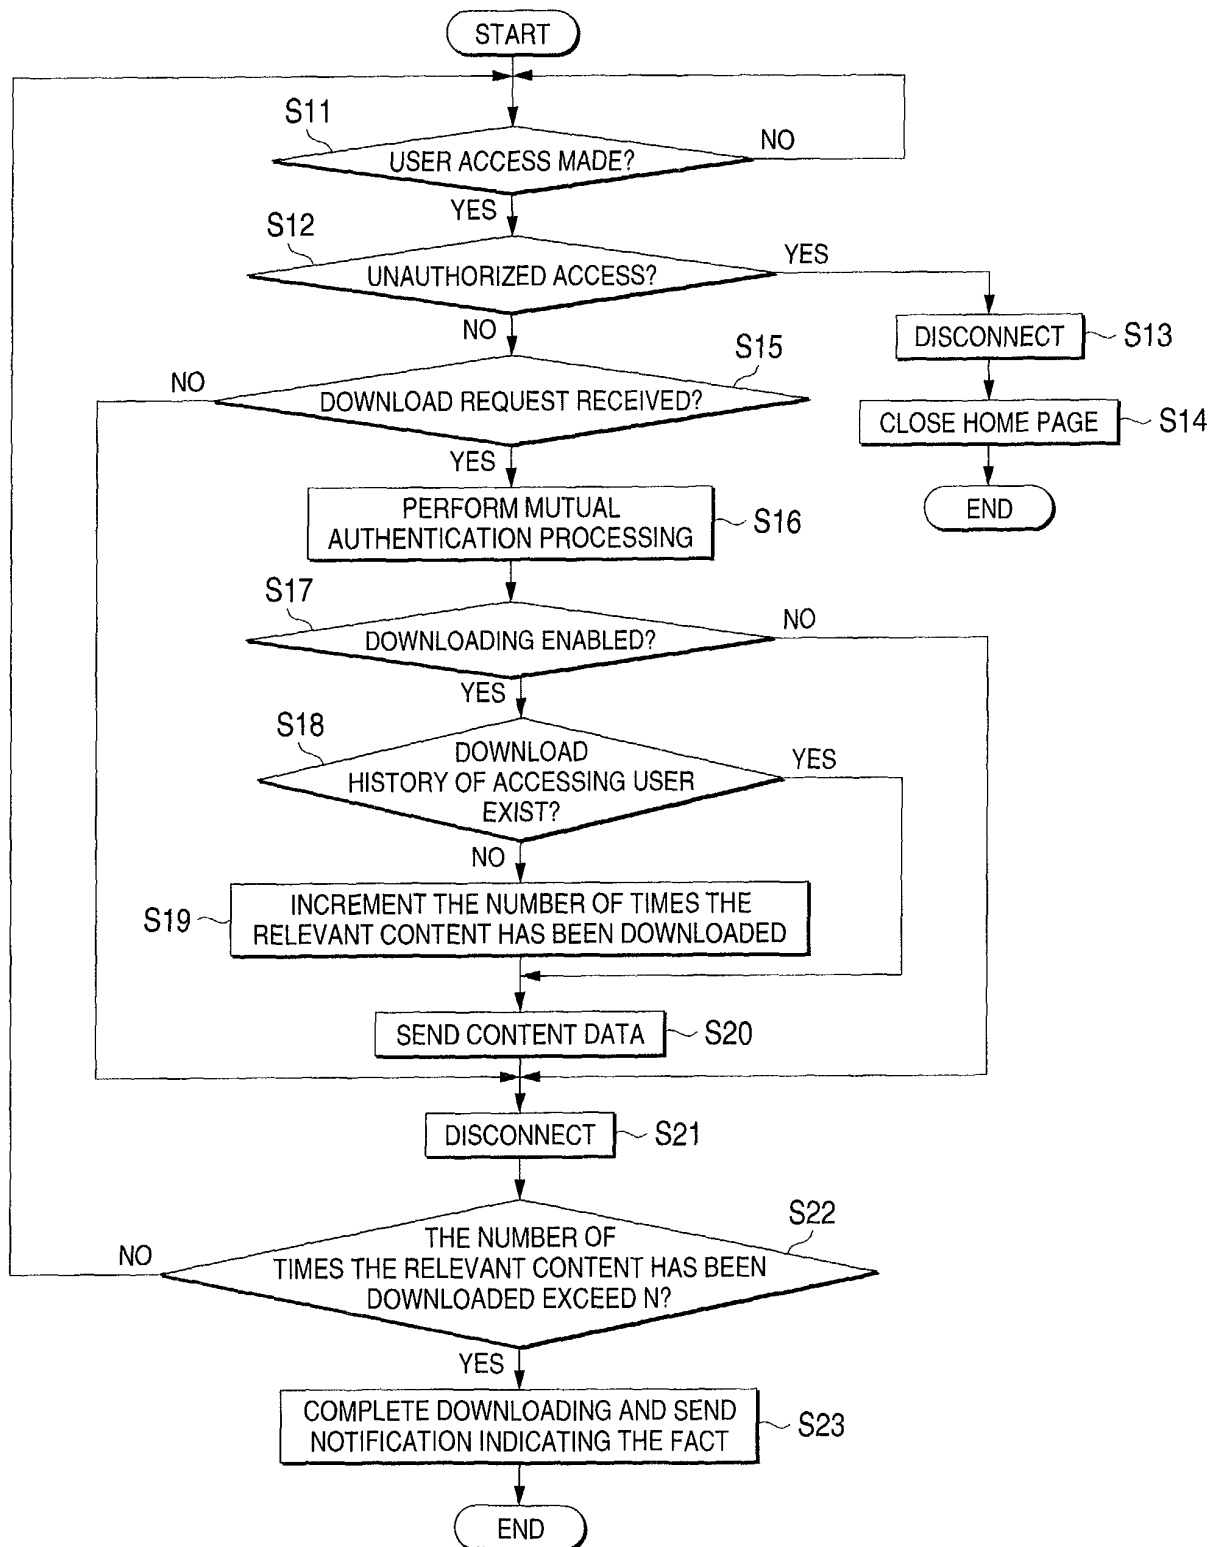 START
S11
USER ACCESS MADE?
NO
YES
S12
UNAUTHORIZED ACCESS?
YES
NO
DISCONNECT
S13
S15
NO
DOWNLOAD REQUEST RECEIVED?
CLOSE HOME PAGE
S14
YES
END
PERFORM MUTUAL
AUTHENTICATION PROCESSING
S16
S17
DOWNLOADING ENABLED?
NO
YES
S18
DOWNLOAD
HISTORY OF ACCESSING USER
EXIST?
YES
NO
S19
INCREMENT THE NUMBER OF TIMES THE
RELEVANT CONTENT HAS BEEN DOWNLOADED
SEND CONTENT DATA
S20
DISCONNECT
S21
S22
NO
THE NUMBER OF
TIMES THE RELEVANT CONTENT HAS BEEN
DOWNLOADED EXCEED N?
YES
COMPLETE DOWNLOADING AND SEND
NOTIFICATION INDICATING THE FACT
S23
END